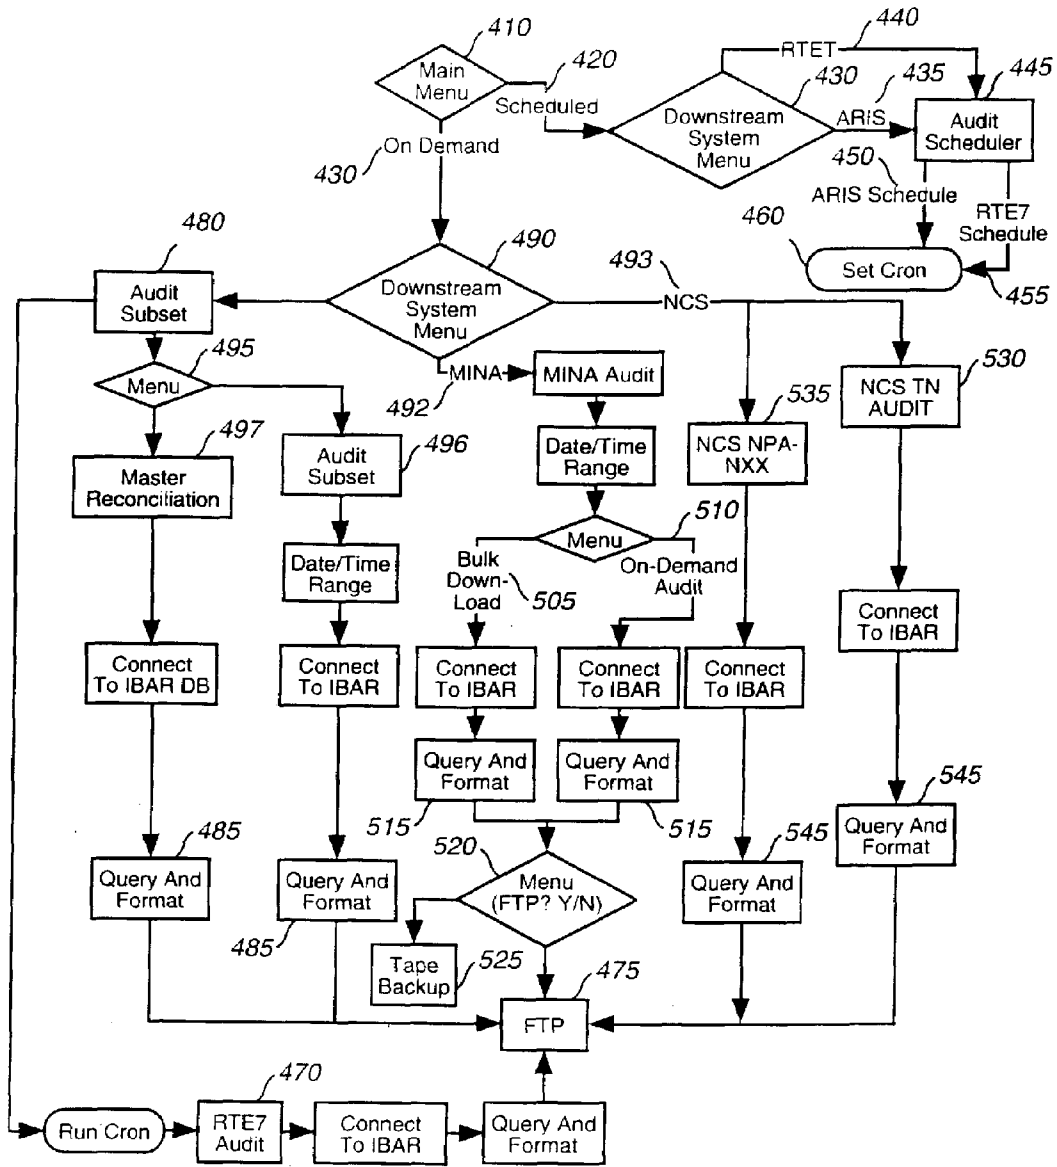 410
Main
Menu
420
Scheduled
440
RTET
430
435
445
Downstream
System
Menu
ARIS
Audit
Scheduler
On Demand
430
450
ARIS Schedule
RTE7
Schedule
460
Set Cron
455
480
Audit
Subset
490
Downstream
System
Menu
493
NCS
495
Menu
MINA
492
MINA Audit
535
530
NCS TN
AUDIT
497
Master
Reconciliation
496
Audit
Subset
Date/Time
Range
NCS NPA-
NXX
510
Menu
Date/Time
Range
Bulk
Down-
Load
505
On-Demand
Audit
Connect
To IBAR
Connect
To IBAR DB
Connect
To IBAR
Connect
To IBAR
Connect
To IBAR
Connect
To IBAR
Query And
Format
515
Query And
Format
515
545
Query And
Format
485
Query And
Format
Query And
Format
485
520
Menu
(FTP? Y/N)
545
Query And
Format
Tape
Backup
525
475
FTP
Run Cron
470
RTE7
Audit
Connect
To IBAR
Query And
Format